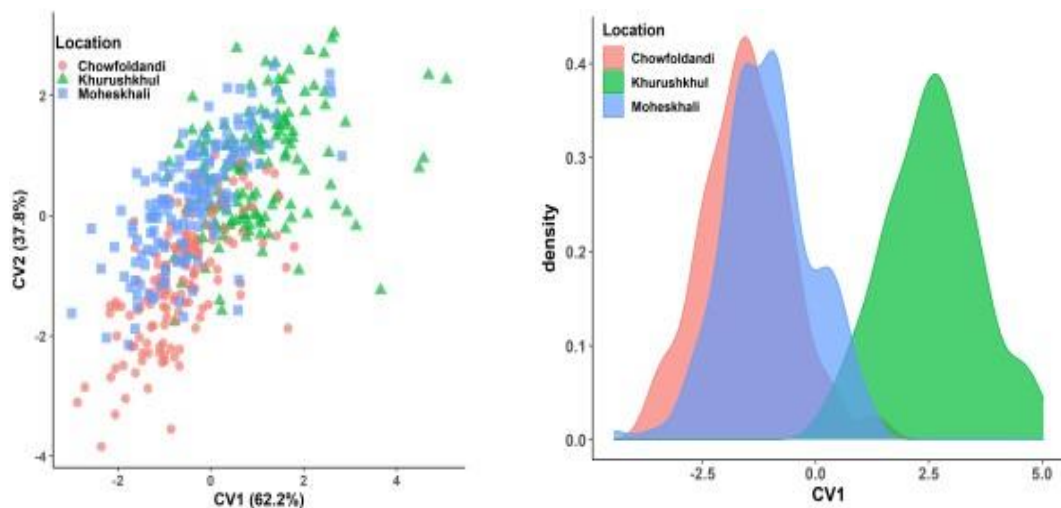 Location
Chowfoldandi
Khurushkhul
Moheskhali
2
0
-2
-4
CV2 (37.8%)
-2
0
2
4
CV1 (62.2%)
Location
Chowfoldandi
Khurushkhul
Moheskhali
0.4
0.3
0.2
0.1
0.0
density
-2.5
0.0
2.5
5.0
CV1